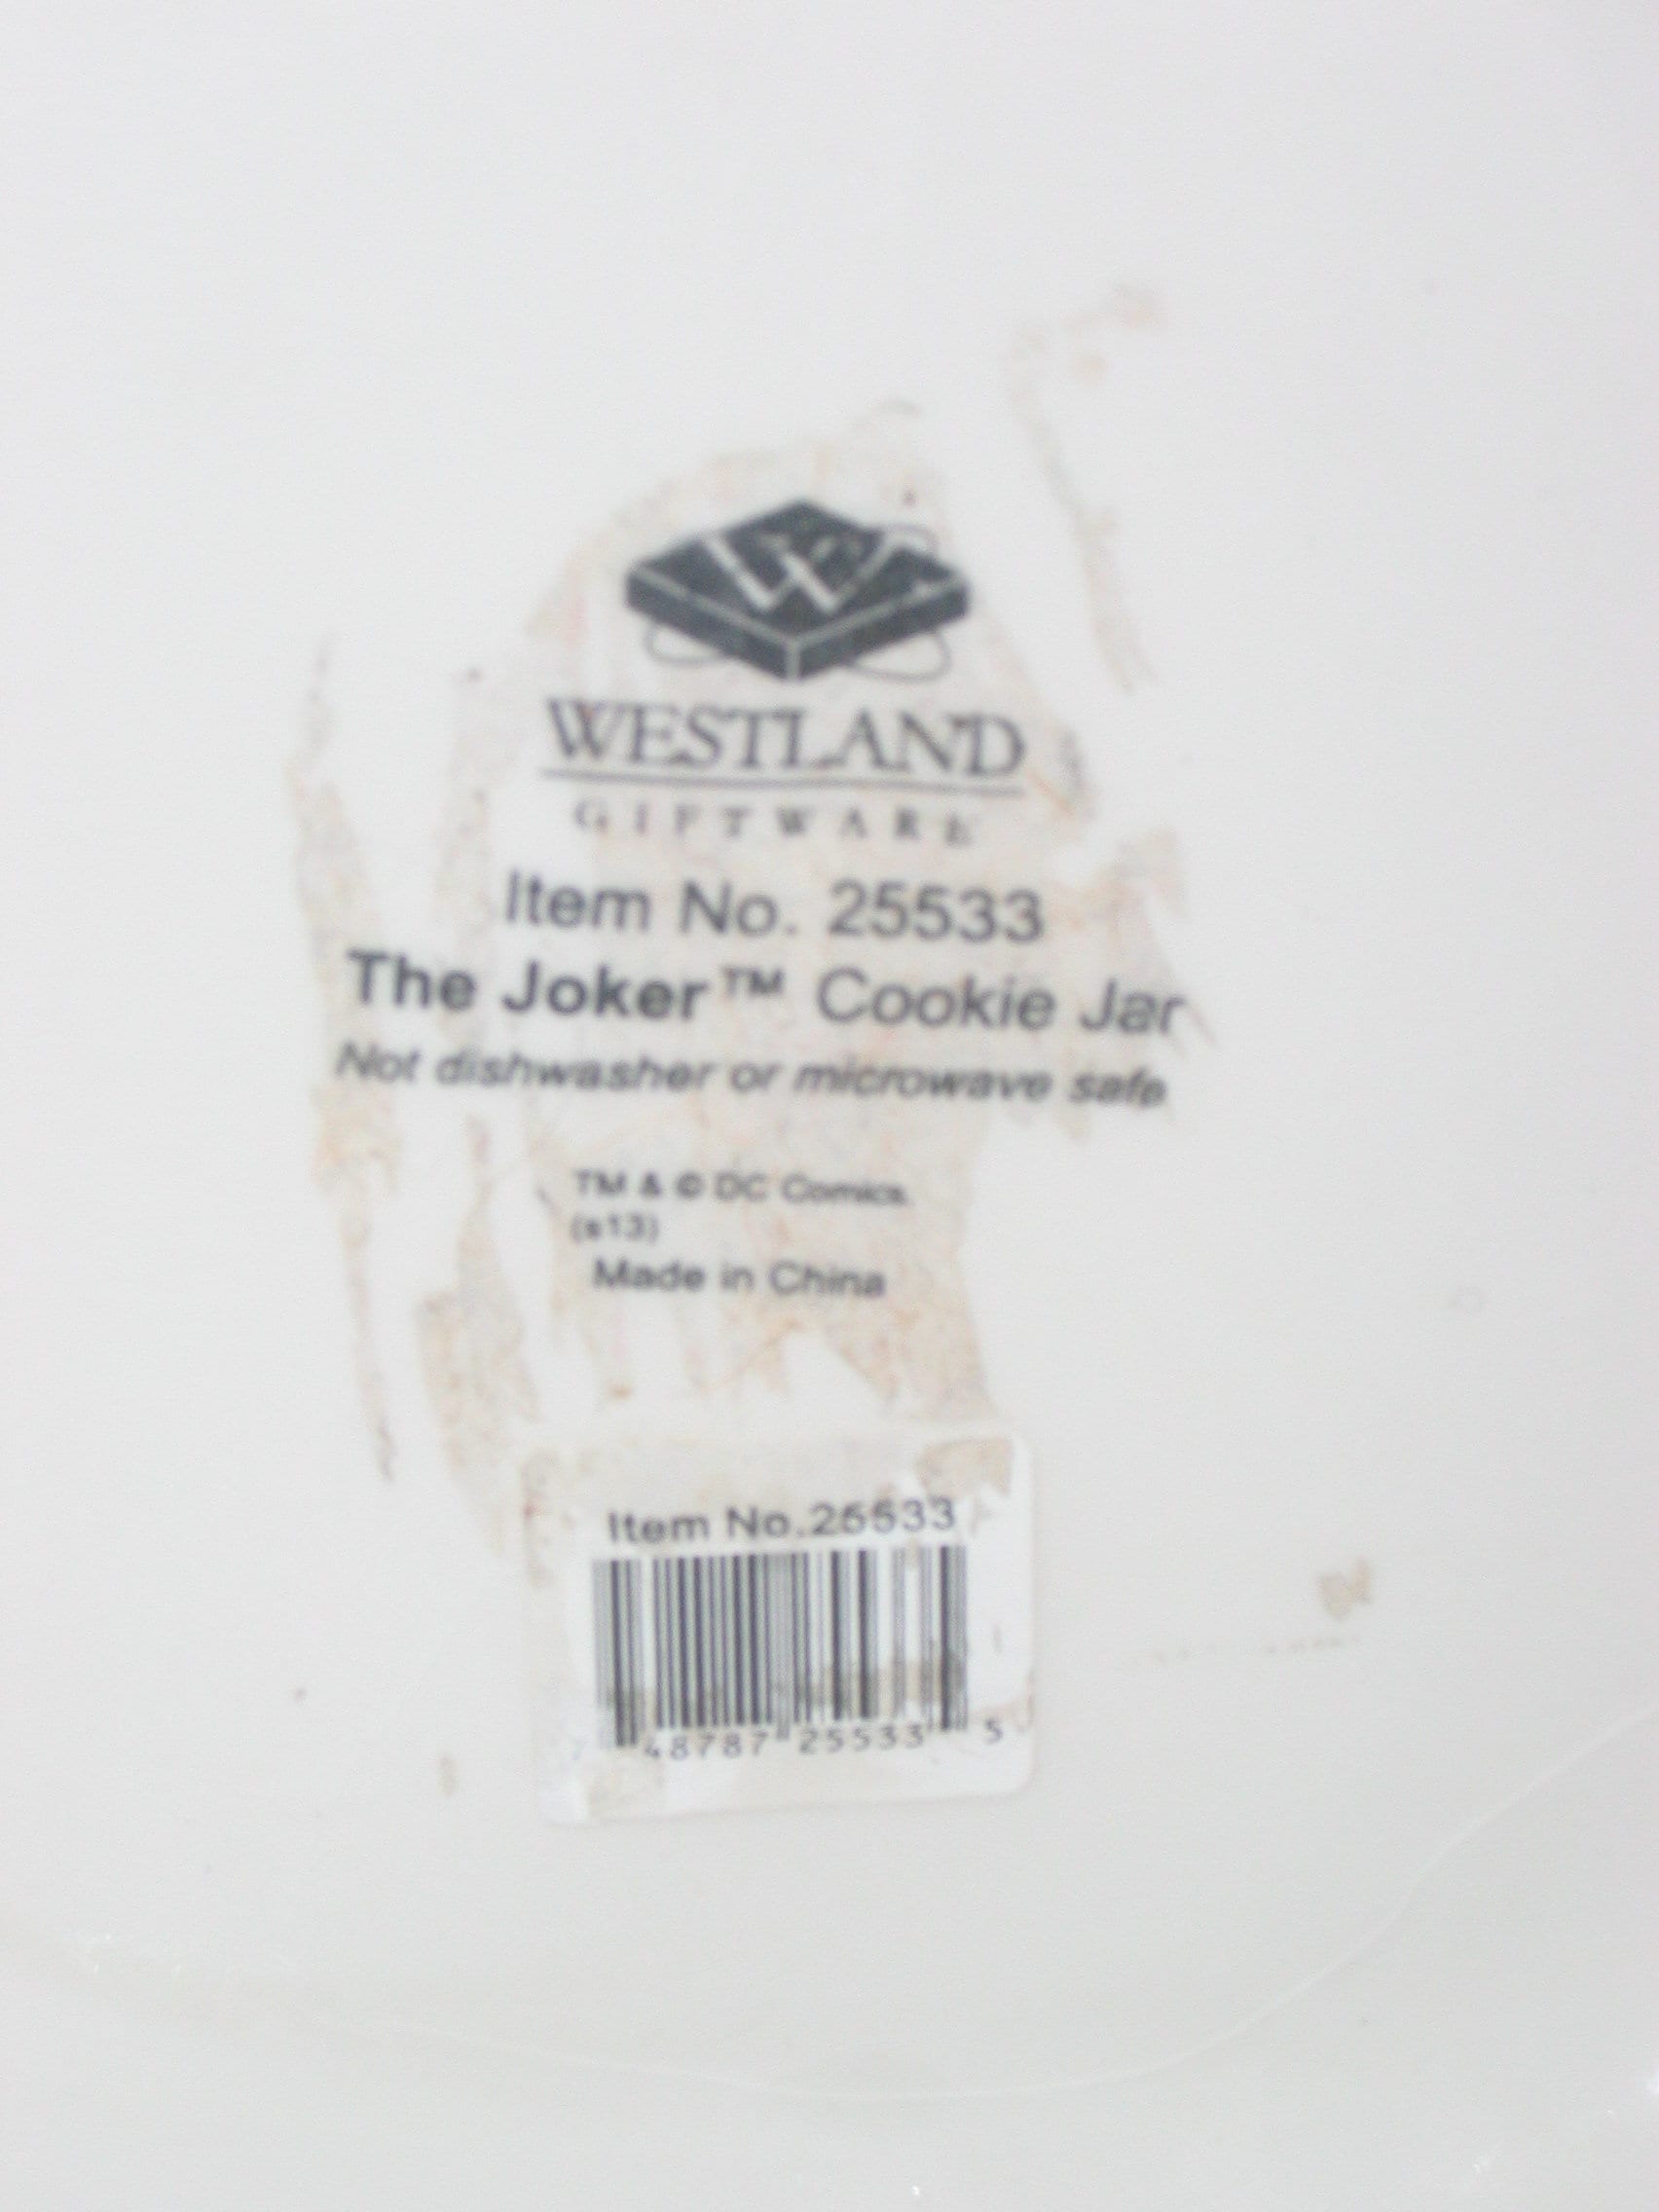 W
WESTLAND
GIFTWARE
Item No. 25533
The Joker™ Cookie Jar
Not dishwasher or microwave safe
TM & © DC Comics.
(s13)
Made in China
Item No.25533
7 48787 25533 5